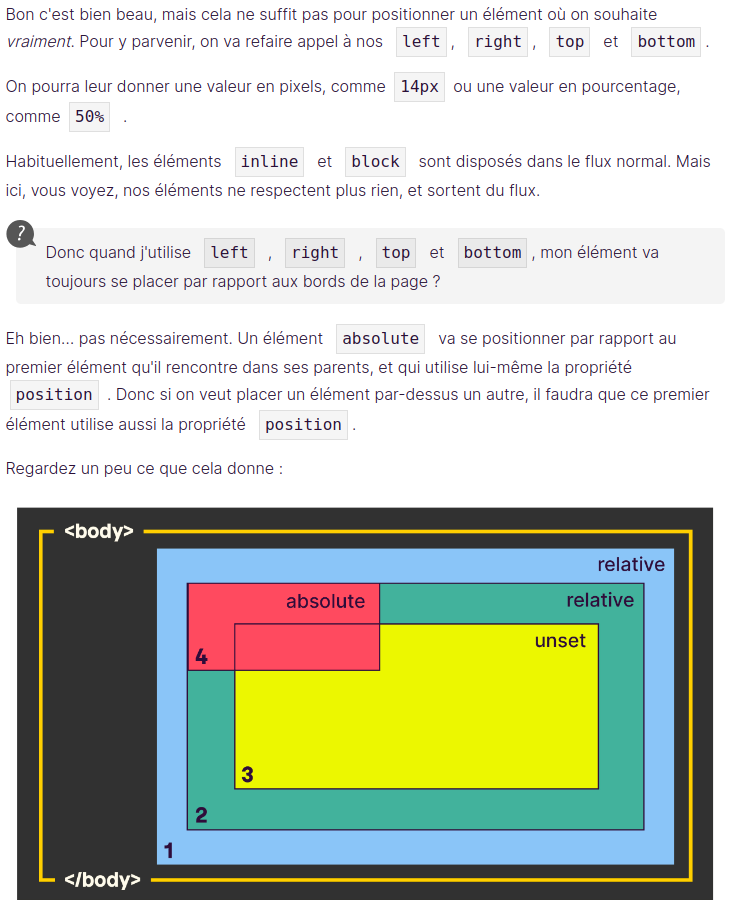 Bon c'est bien beau, mais cela ne suffit pas pour positionner un élément où on souhaite
vraiment. Pour y parvenir, on va refaire appel à nos left , right , top et bottom .
On pourra leur donner une valeur en pixels, comme 14px ou une valeur en pourcentage,
comme 50% .
Habituellement, les éléments inline et block sont disposés dans le flux normal. Mais
ici, vous voyez, nos éléments ne respectent plus rien, et sortent du flux.
?
Donc quand j'utilise left , right , top et bottom , mon élément va
toujours se placer par rapport aux bords de la page ?
Eh bien... pas nécessairement. Un élément absolute va se positionner par rapport au
premier élément qu'il rencontre dans ses parents, et qui utilise lui-même la propriété
position . Donc si on veut placer un élément par-dessus un autre, il faudra que ce premier
élément utilise aussi la propriété position .
Regardez un peu ce que cela donne :
<body>
relative
absolute
relative
unset
4
3
2
1
</body>